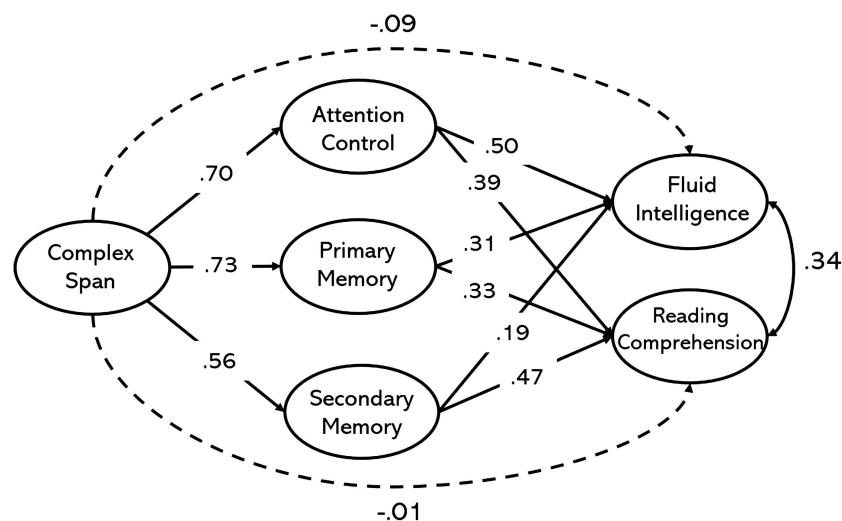 -.09
Attention
Control
.50
.70
.39
Fluid
Intelligence
Complex
Span
.73
Primary
Memory
.31
.33
.34
Reading
Comprehension
.56
.19
.47
Secondary
Memory
-.01